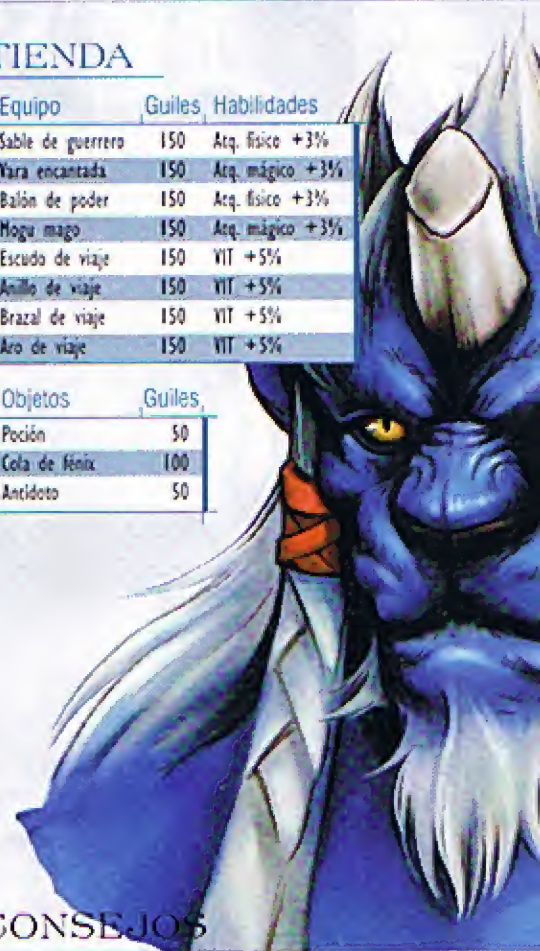 TIENDA
Equipo Guiles Habilidades
Sable de guerrero 150 Atq. físico +3%
Vara encantada 150 Atq. mágico +3%
Balón de poder 150 Atq. físico +3%
Mogu mago 150 Atq. mágico +3%
Escudo de viaje 150 VIT +5%
Anillo de viaje 150 VIT +5%
Brazal de viaje 150 VIT +5%
Aro de viaje 150 VIT +5%
Objetos Guiles
Poción 50
Cola de fénix 100
Antídoto 50
CONSEJOS